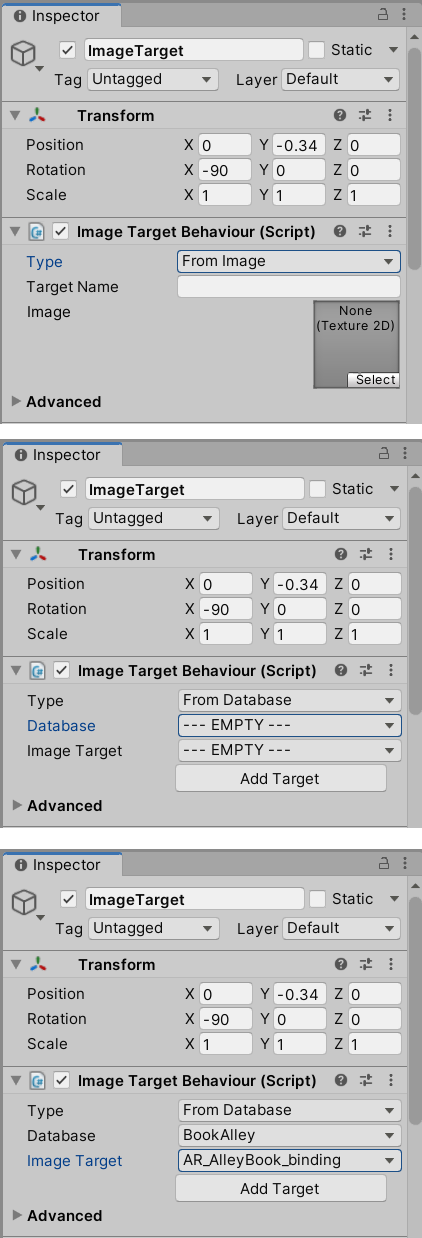 Inspector
ImageTarget Static
Tag Untagged Layer Default
Transform
Position X 0 Y -0.34 Z 0
Rotation X -90 Y 0 Z 0
Scale X 1 Y 1 Z 1
Image Target Behaviour (Script)
Type From Image
Target Name
Image None
(Texture 2D)
Select
Advanced
Inspector
ImageTarget Static
Tag Untagged Layer Default
Transform
Position X 0 Y -0.34 Z 0
Rotation X -90 Y 0 Z 0
Scale X 1 Y 1 Z 1
Image Target Behaviour (Script)
Type From Database
Database --- EMPTY ---
Image Target --- EMPTY ---
Add Target
Advanced
Inspector
ImageTarget Static
Tag Untagged Layer Default
Transform
Position X 0 Y -0.34 Z 0
Rotation X -90 Y 0 Z 0
Scale X 1 Y 1 Z 1
Image Target Behaviour (Script)
Type From Database
Database BookAlley
Image Target AR_AlleyBook_binding
Add Target
Advanced